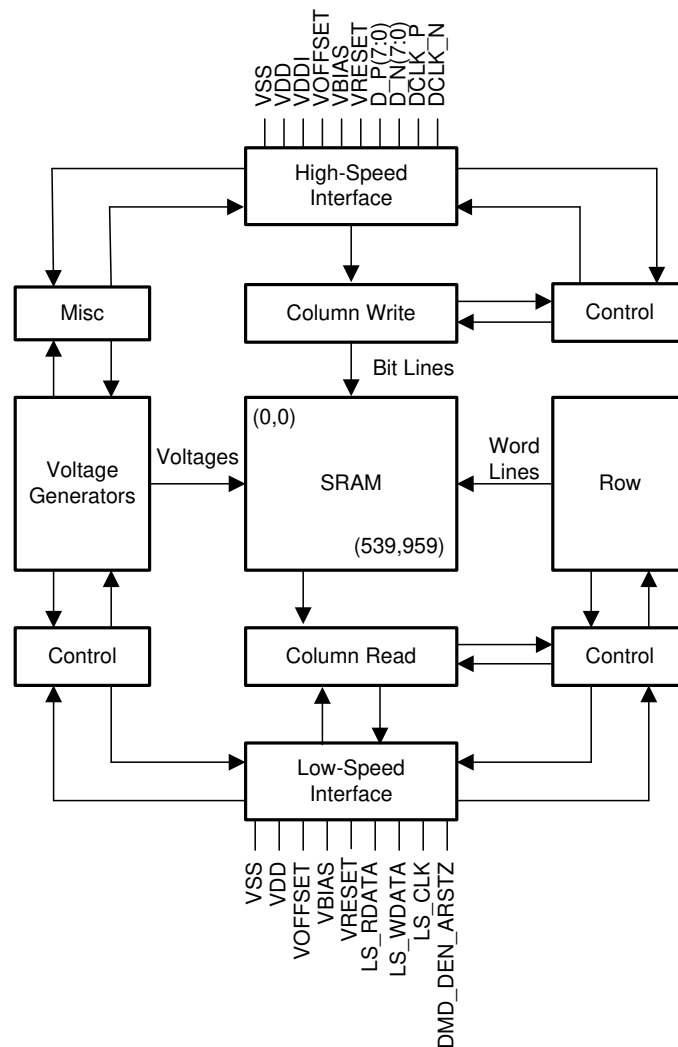 VSS
VDD
VDDI
VOFFSET
VBIAS
VRESET
D_P(7:0)
D_N(7:0)
DCLK_P
DCLK_N
High-Speed
Interface
Misc
Column Write
Control
Bit Lines
(0,0)
Voltage
Generators
Voltages
SRAM
Word
Lines
Row
(539,959)
Control
Column Read
Control
Low-Speed
Interface
VSS
VDD
VOFFSET
VBIAS
VRESET
LS_RDATA
LS_WDATA
LS_CLK
DMD_DEN_ARSTZ